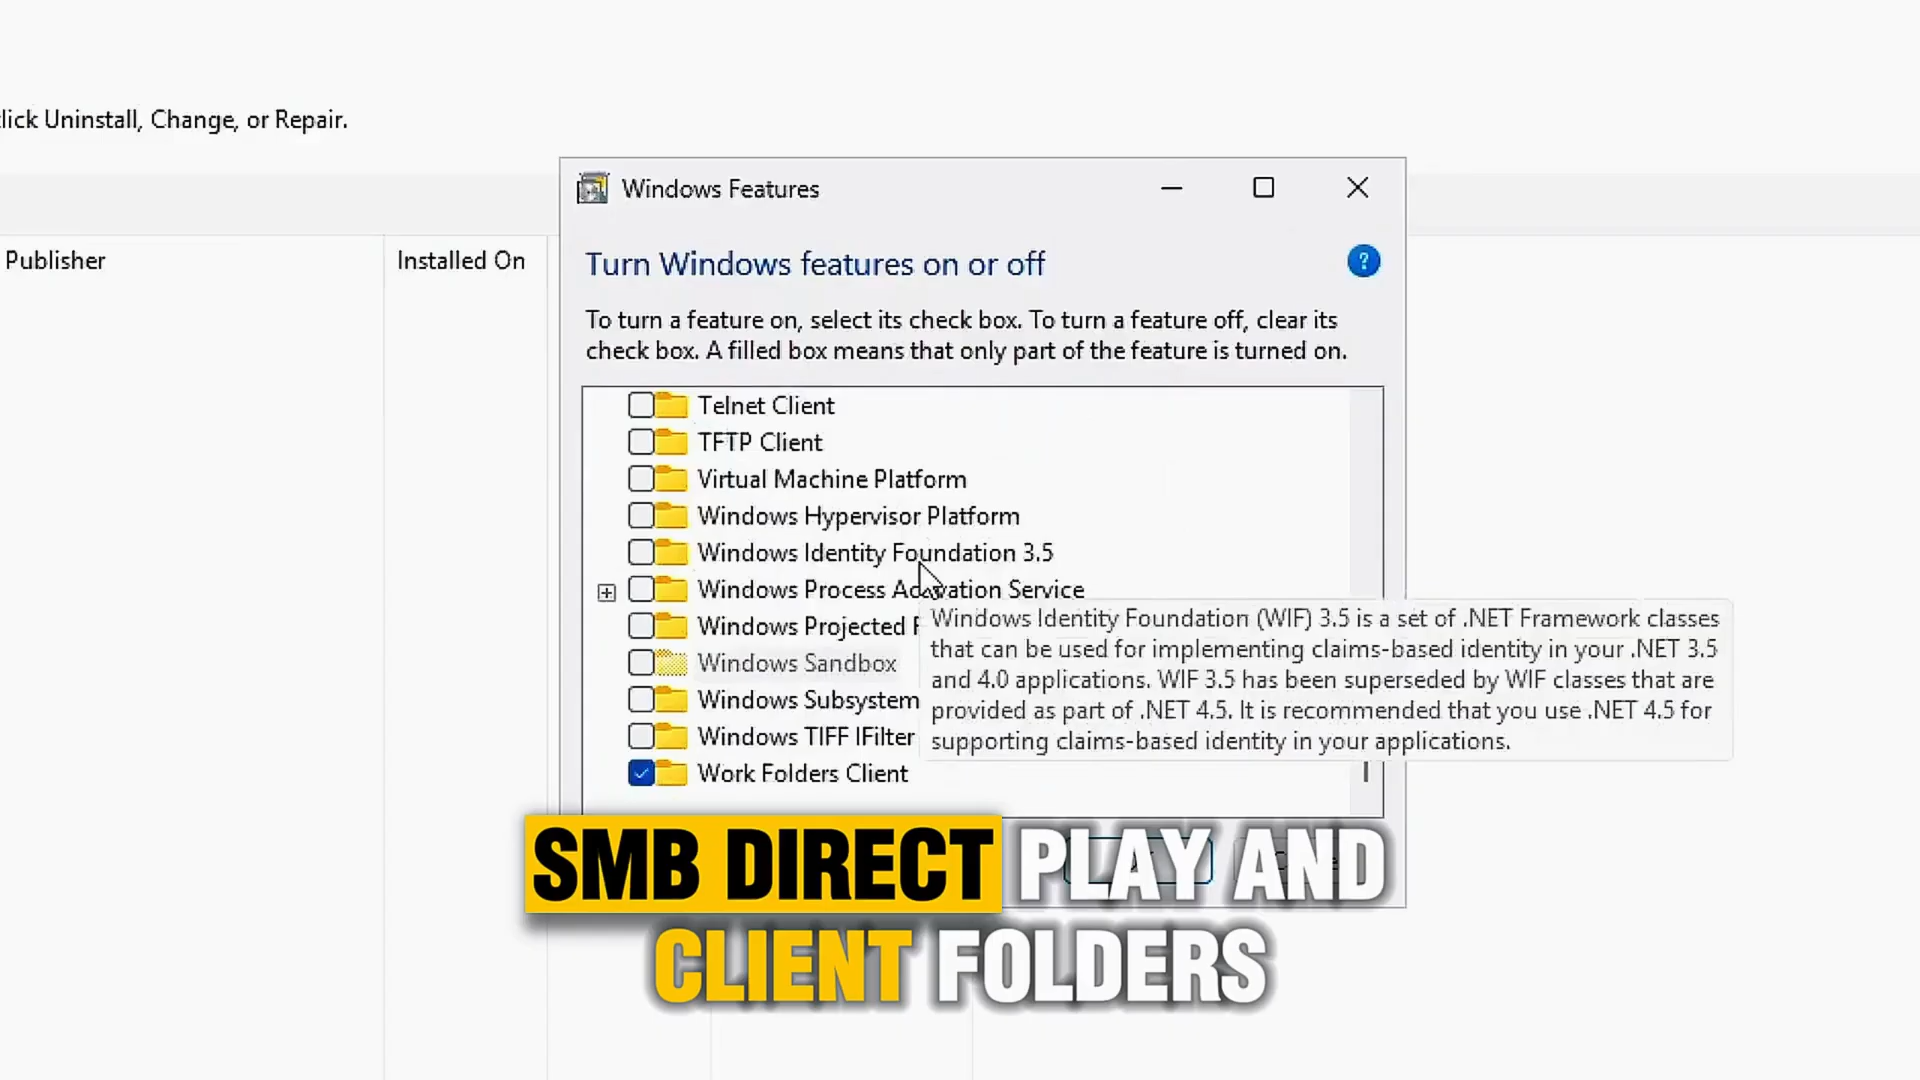 lick Uninstall, Change, or Repair.
Windows Features
Publisher
Installed On
Turn Windows features on or off
?
To turn a feature on, select its check box. To turn a feature off, clear its
check box. A filled box means that only part of the feature is turned on.
Telnet Client
TFTP Client
Virtual Machine Platform
Windows Hypervisor Platform
Windows Identity Foundation 3.5
Windows Process Activation Service
Windows Projected
Windows Sandbox
Windows Subsystem
Windows TIFF IFilter
Work Folders Client
Windows Identity Foundation (WIF) 3.5 is a set of .NET Framework classes
that can be used for implementing claims-based identity in your .NET 3.5
and 4.0 applications. WIF 3.5 has been superseded by WIF classes that are
provided as part of .NET 4.5. It is recommended that you use .NET 4.5 for
supporting claims-based identity in your applications.
SMB DIRECT PLAY AND
CLIENT FOLDERS